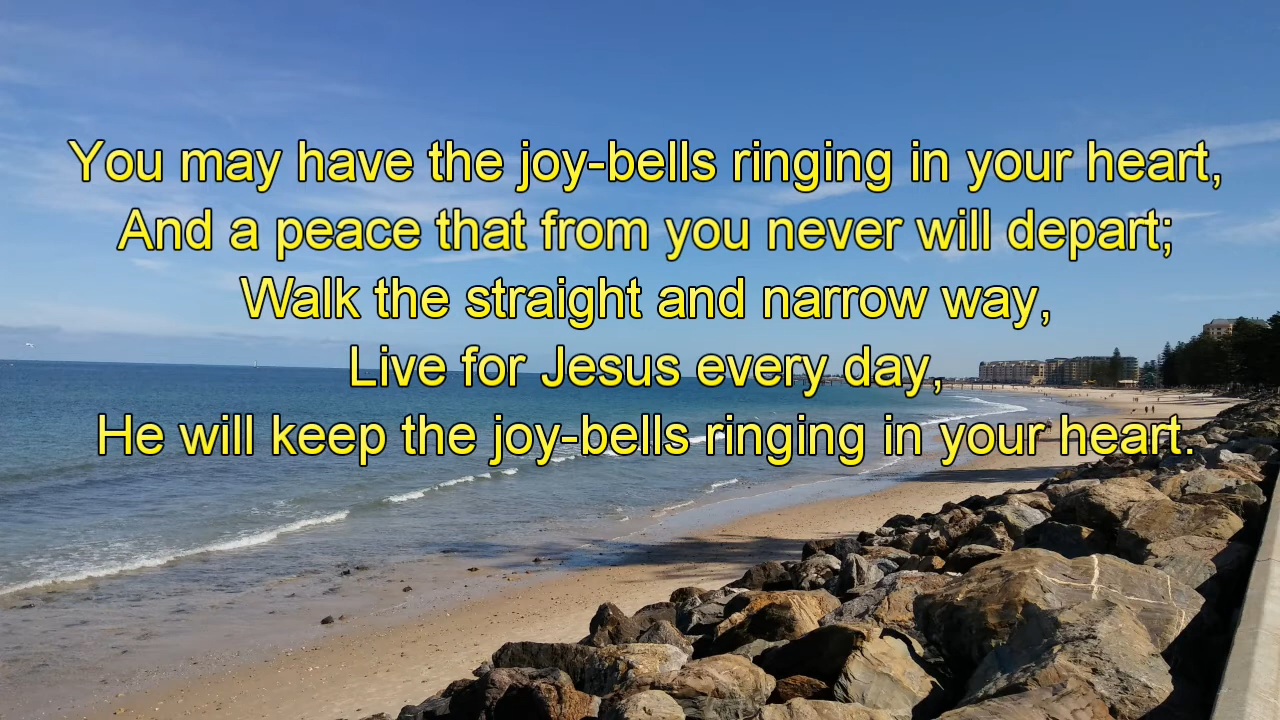 You may have the joy-bells ringing in your heart,
And a peace that from you never will depart;
Walk the straight and narrow way,
Live for Jesus every day,
He will keep the joy-bells ringing in your heart.